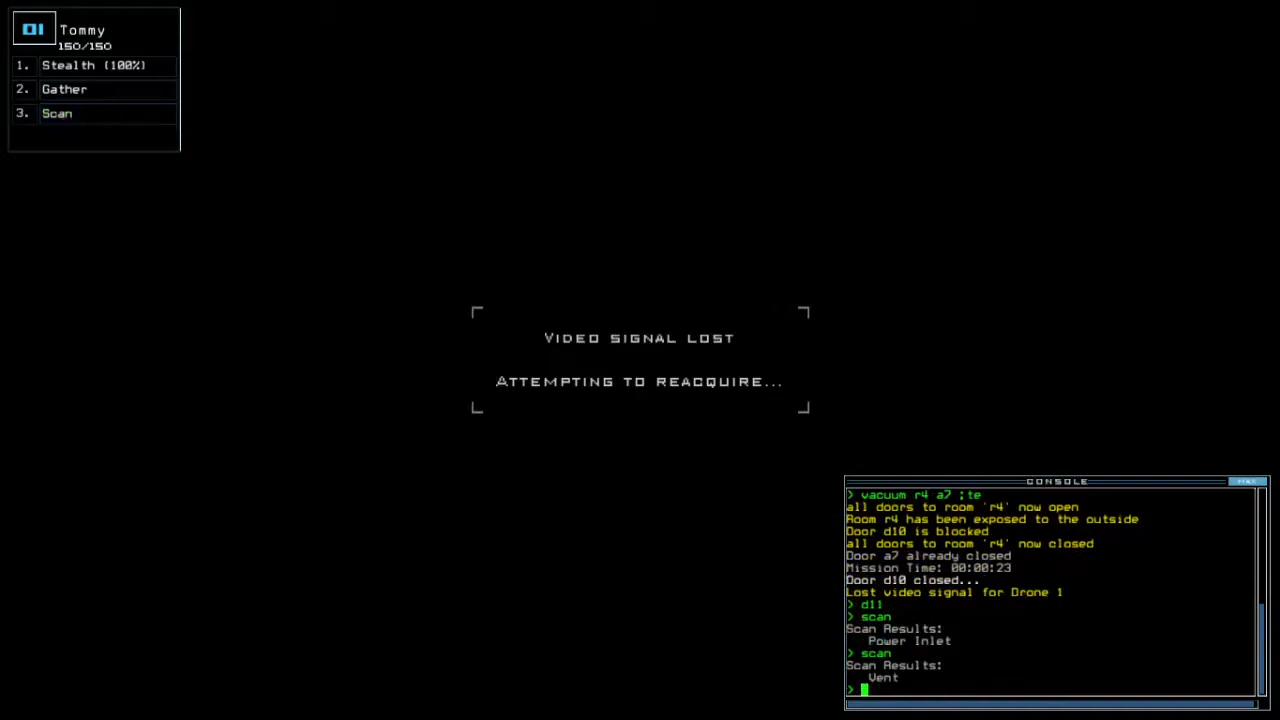 01 Tommy
150/150
1. Stealth (100%)
2. Gather
3. Scan
VIDEO SIGNAL LOST
ATTEMPTING TO REACQUIRE...
CONSOLE
> vacuum r4 a7 ;te
all doors to room 'r4' now open
Room r4 has been exposed to the outside
Door d10 is blocked
all doors to room 'r4' now closed
Door a7 already closed
Mission Time: 00:00:23
Door d10 closed...
Lost video signal for Drone 1
> d11
> scan
Scan Results:
Power Inlet
> scan
Scan Results:
Vent
>